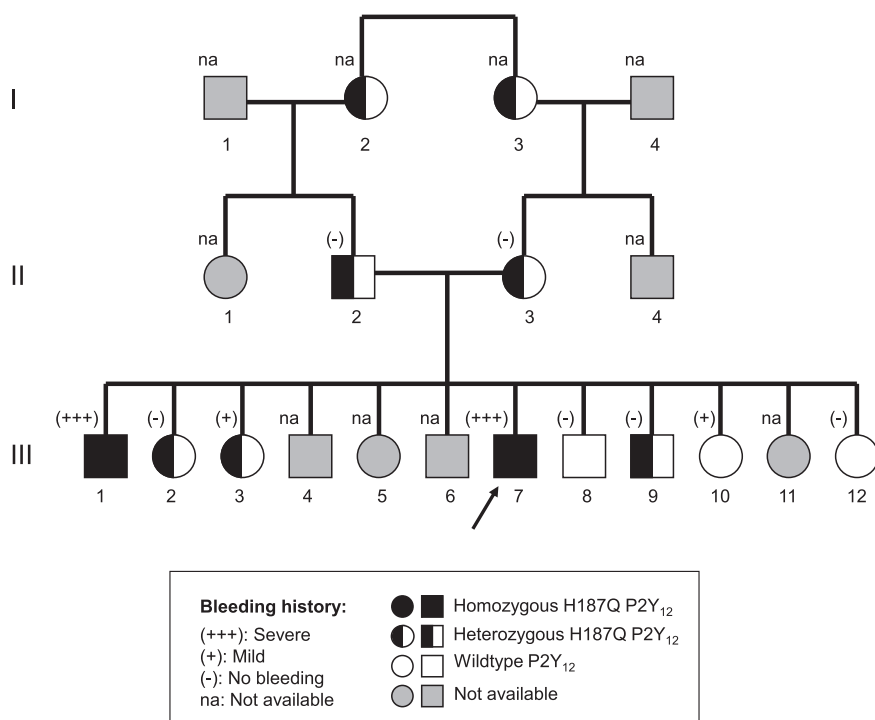 na na na na
I
1 2 3 4
na (-) (-) na
II
1 2 3 4
(+++) (-) (+) na na na (+++) (-) (-) (+) na (-)
III
1 2 3 4 5 6 7 8 9 10 11 12
Bleeding history:
(+++): Severe
(+): Mild
(-): No bleeding
na: Not available
Homozygous H187Q P2Y₁₂
Heterozygous H187Q P2Y₁₂
Wildtype P2Y₁₂
Not available